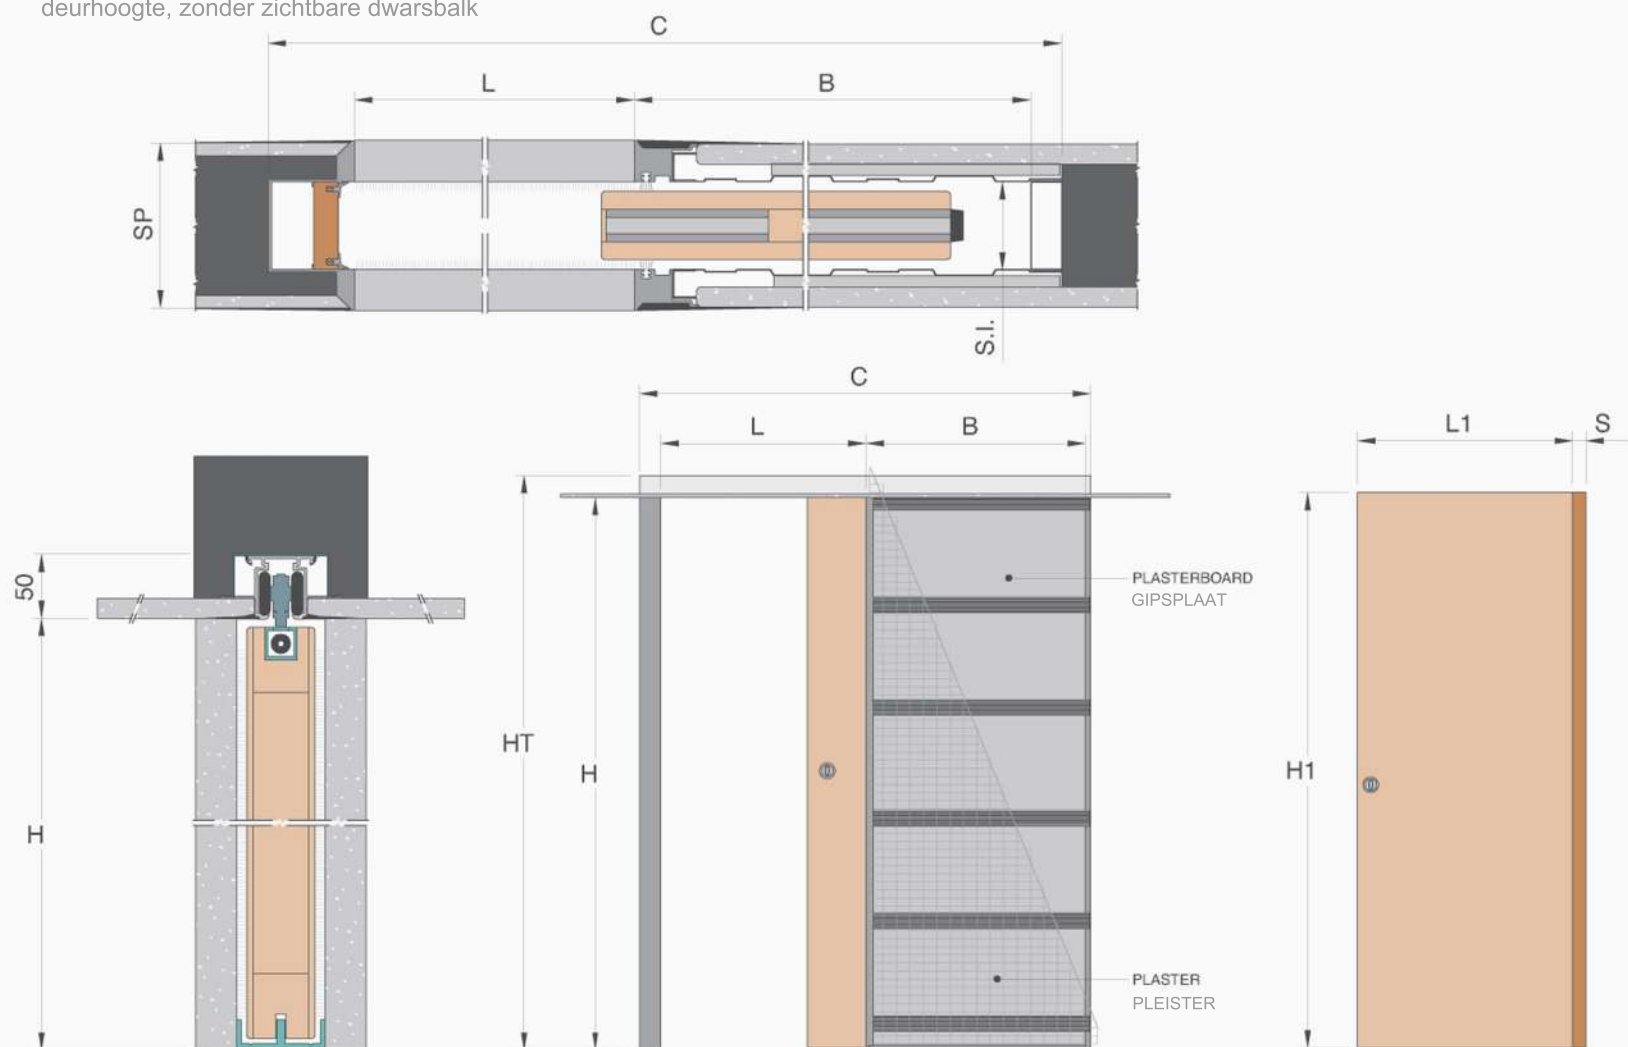 deurhoogte, zonder zichtbare dwarsbalk
C
L
B
SP
S.I.
C
L
B
L1
S
50
PLASTERBOARD
GIPSPLAAT
HT
H
H1
H
PLASTER
PLEISTER